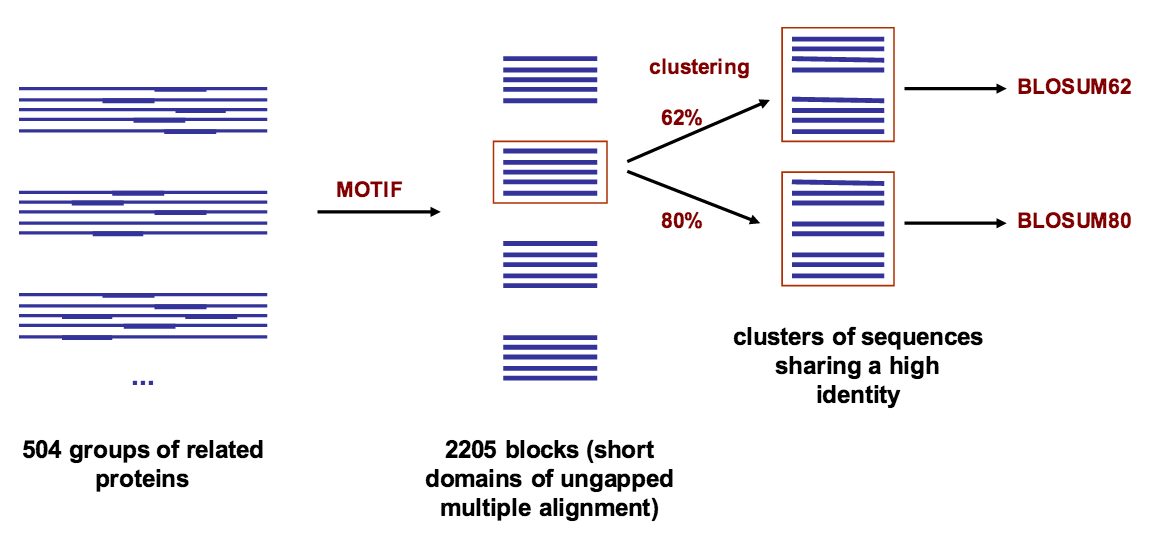 clustering
62%
BLOSUM62
MOTIF
80%
BLOSUM80
clusters of sequences
sharing a high
identity
...
504 groups of related
proteins
2205 blocks (short
domains of ungapped
multiple alignment)